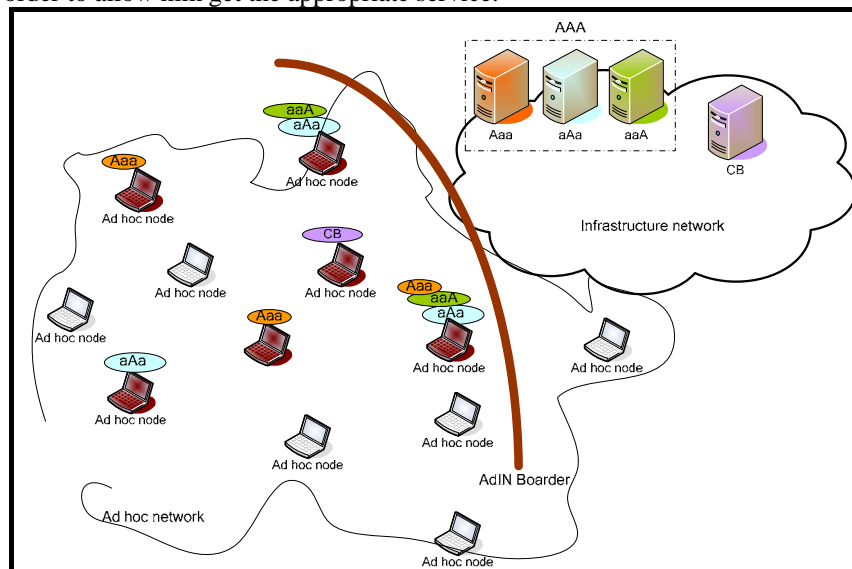 order to allow him get the appropriate service.
AAA
Aaa
aAa
aaA
CB
Infrastructure network
aaA
aAa
Ad hoc node
Aaa
Ad hoc node
CB
Ad hoc node
Ad hoc node
Ad hoc node
Aaa
Ad hoc node
Aaa
aaA
aAa
Ad hoc node
Ad hoc node
aAa
Ad hoc node
Ad hoc node
Ad hoc node
AdIN Boarder
Ad hoc network
Ad hoc node